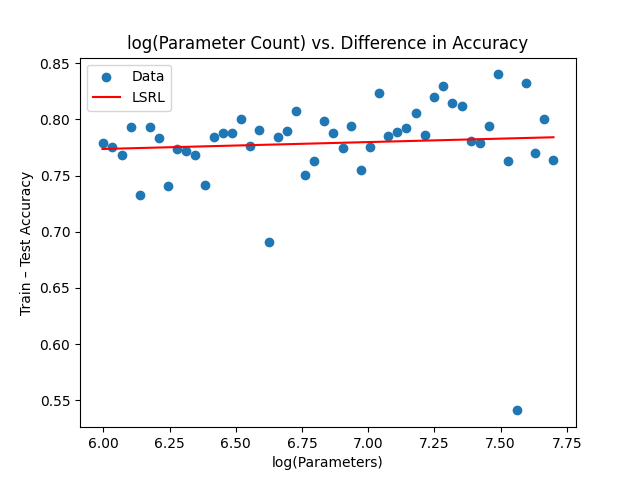 log(Parameter Count) vs. Difference in Accuracy
Data
LSRL
Train – Test Accuracy
0.85
0.80
0.75
0.70
0.65
0.60
0.55
6.00 6.25 6.50 6.75 7.00 7.25 7.50 7.75
log(Parameters)